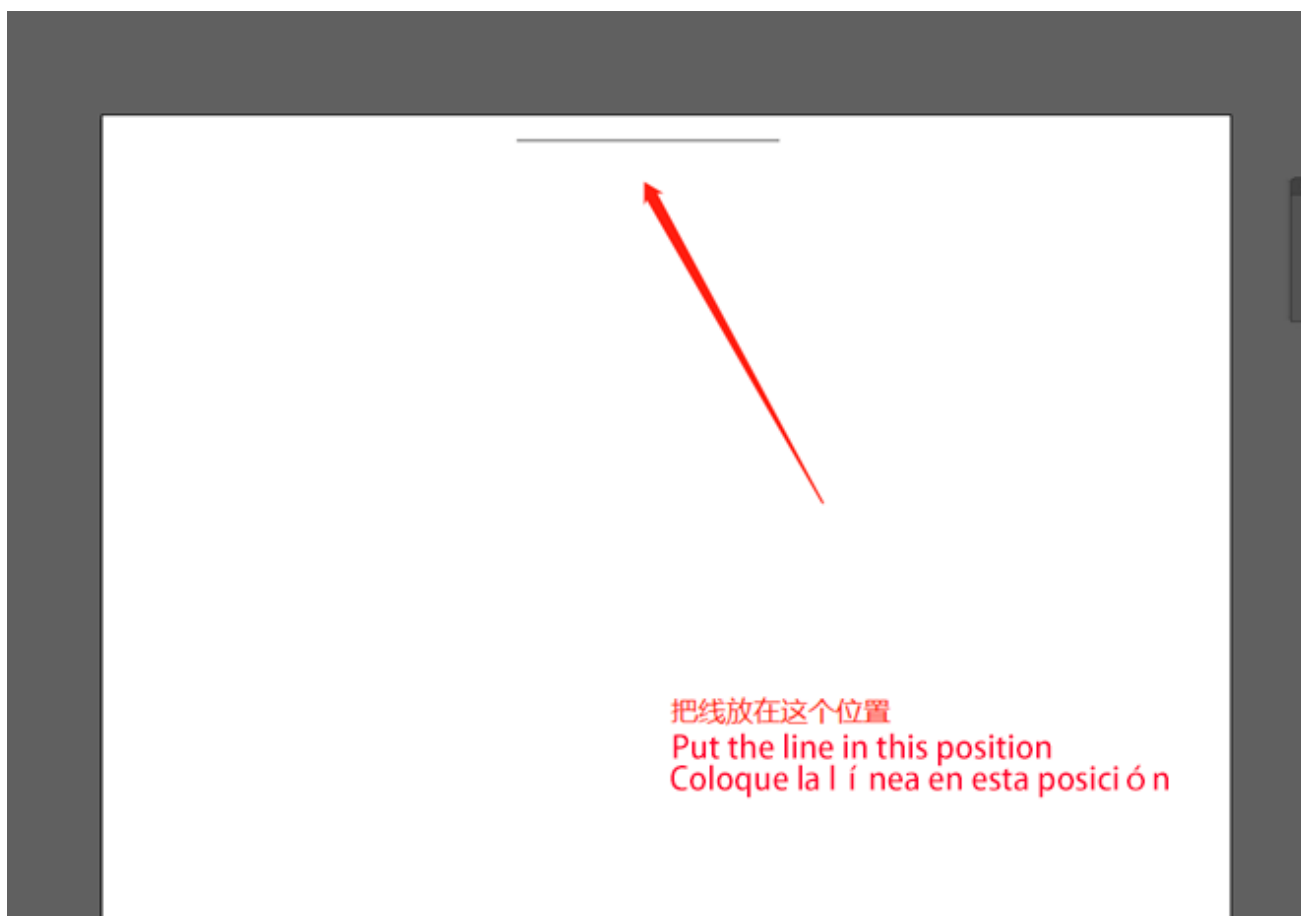 把线放在这个位置
Put the line in this position
Coloque la l í nea en esta posici ó n